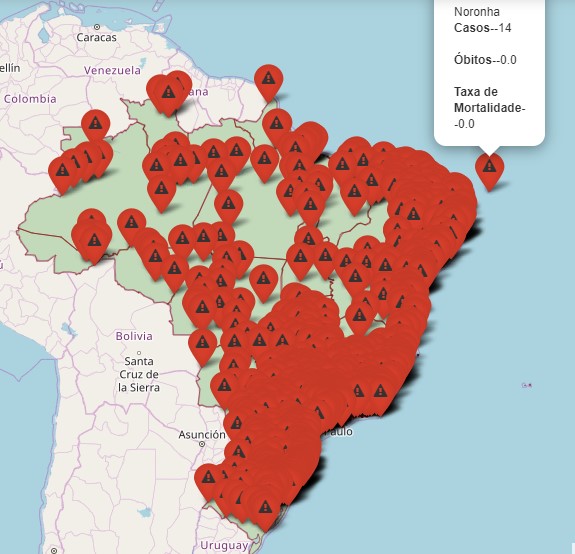 Noronha
Casos--14
Óbitos--0.0
Taxa de
Mortalidade-
-0.0
Caracas
Venezuela
ellín
Colombia
ana
Bolivia
Santa
Cruz de
la Sierra
Paulo
Asunción
Uruguay